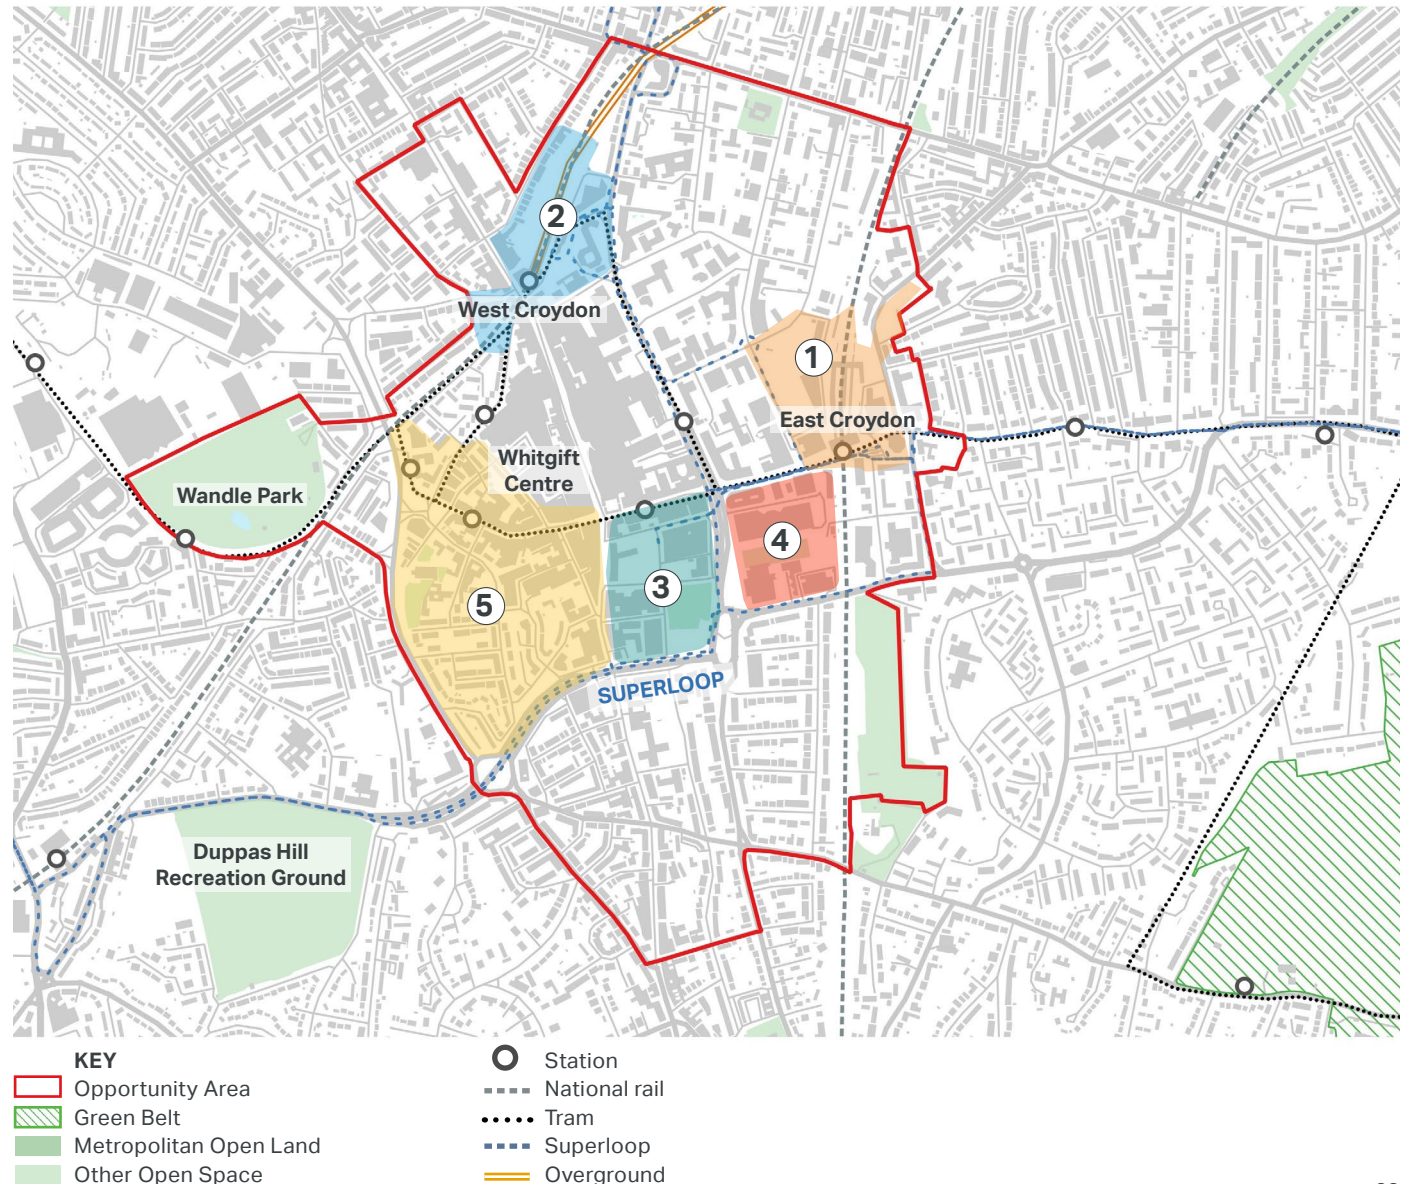 2
West Croydon
1
East Croydon
Whitgift
Centre
Wandle Park
4
3
5
SUPERLOOP
Duppas Hill
Recreation Ground
KEY
Opportunity Area
Green Belt
Metropolitan Open Land
Other Open Space
Station
National rail
Tram
Superloop
Overground